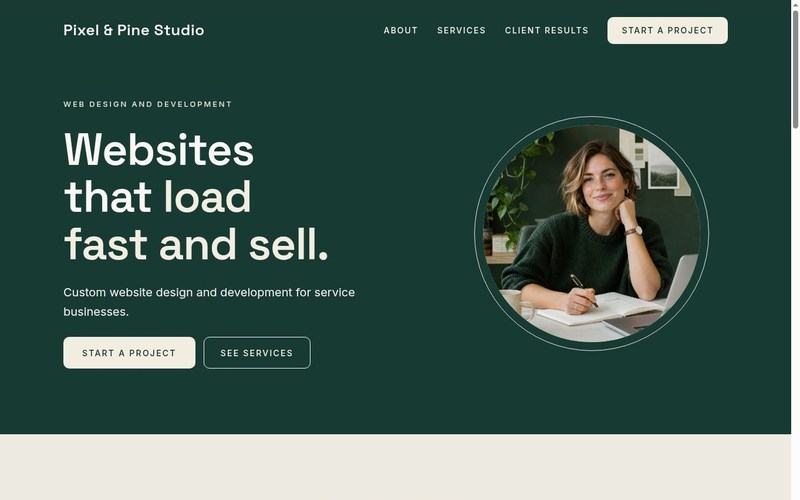 Pixel & Pine Studio
ABOUT
SERVICES
CLIENT RESULTS
START A PROJECT
WEB DESIGN AND DEVELOPMENT
Websites
that load
fast and sell.
Custom website design and development for service
businesses.
START A PROJECT
SEE SERVICES